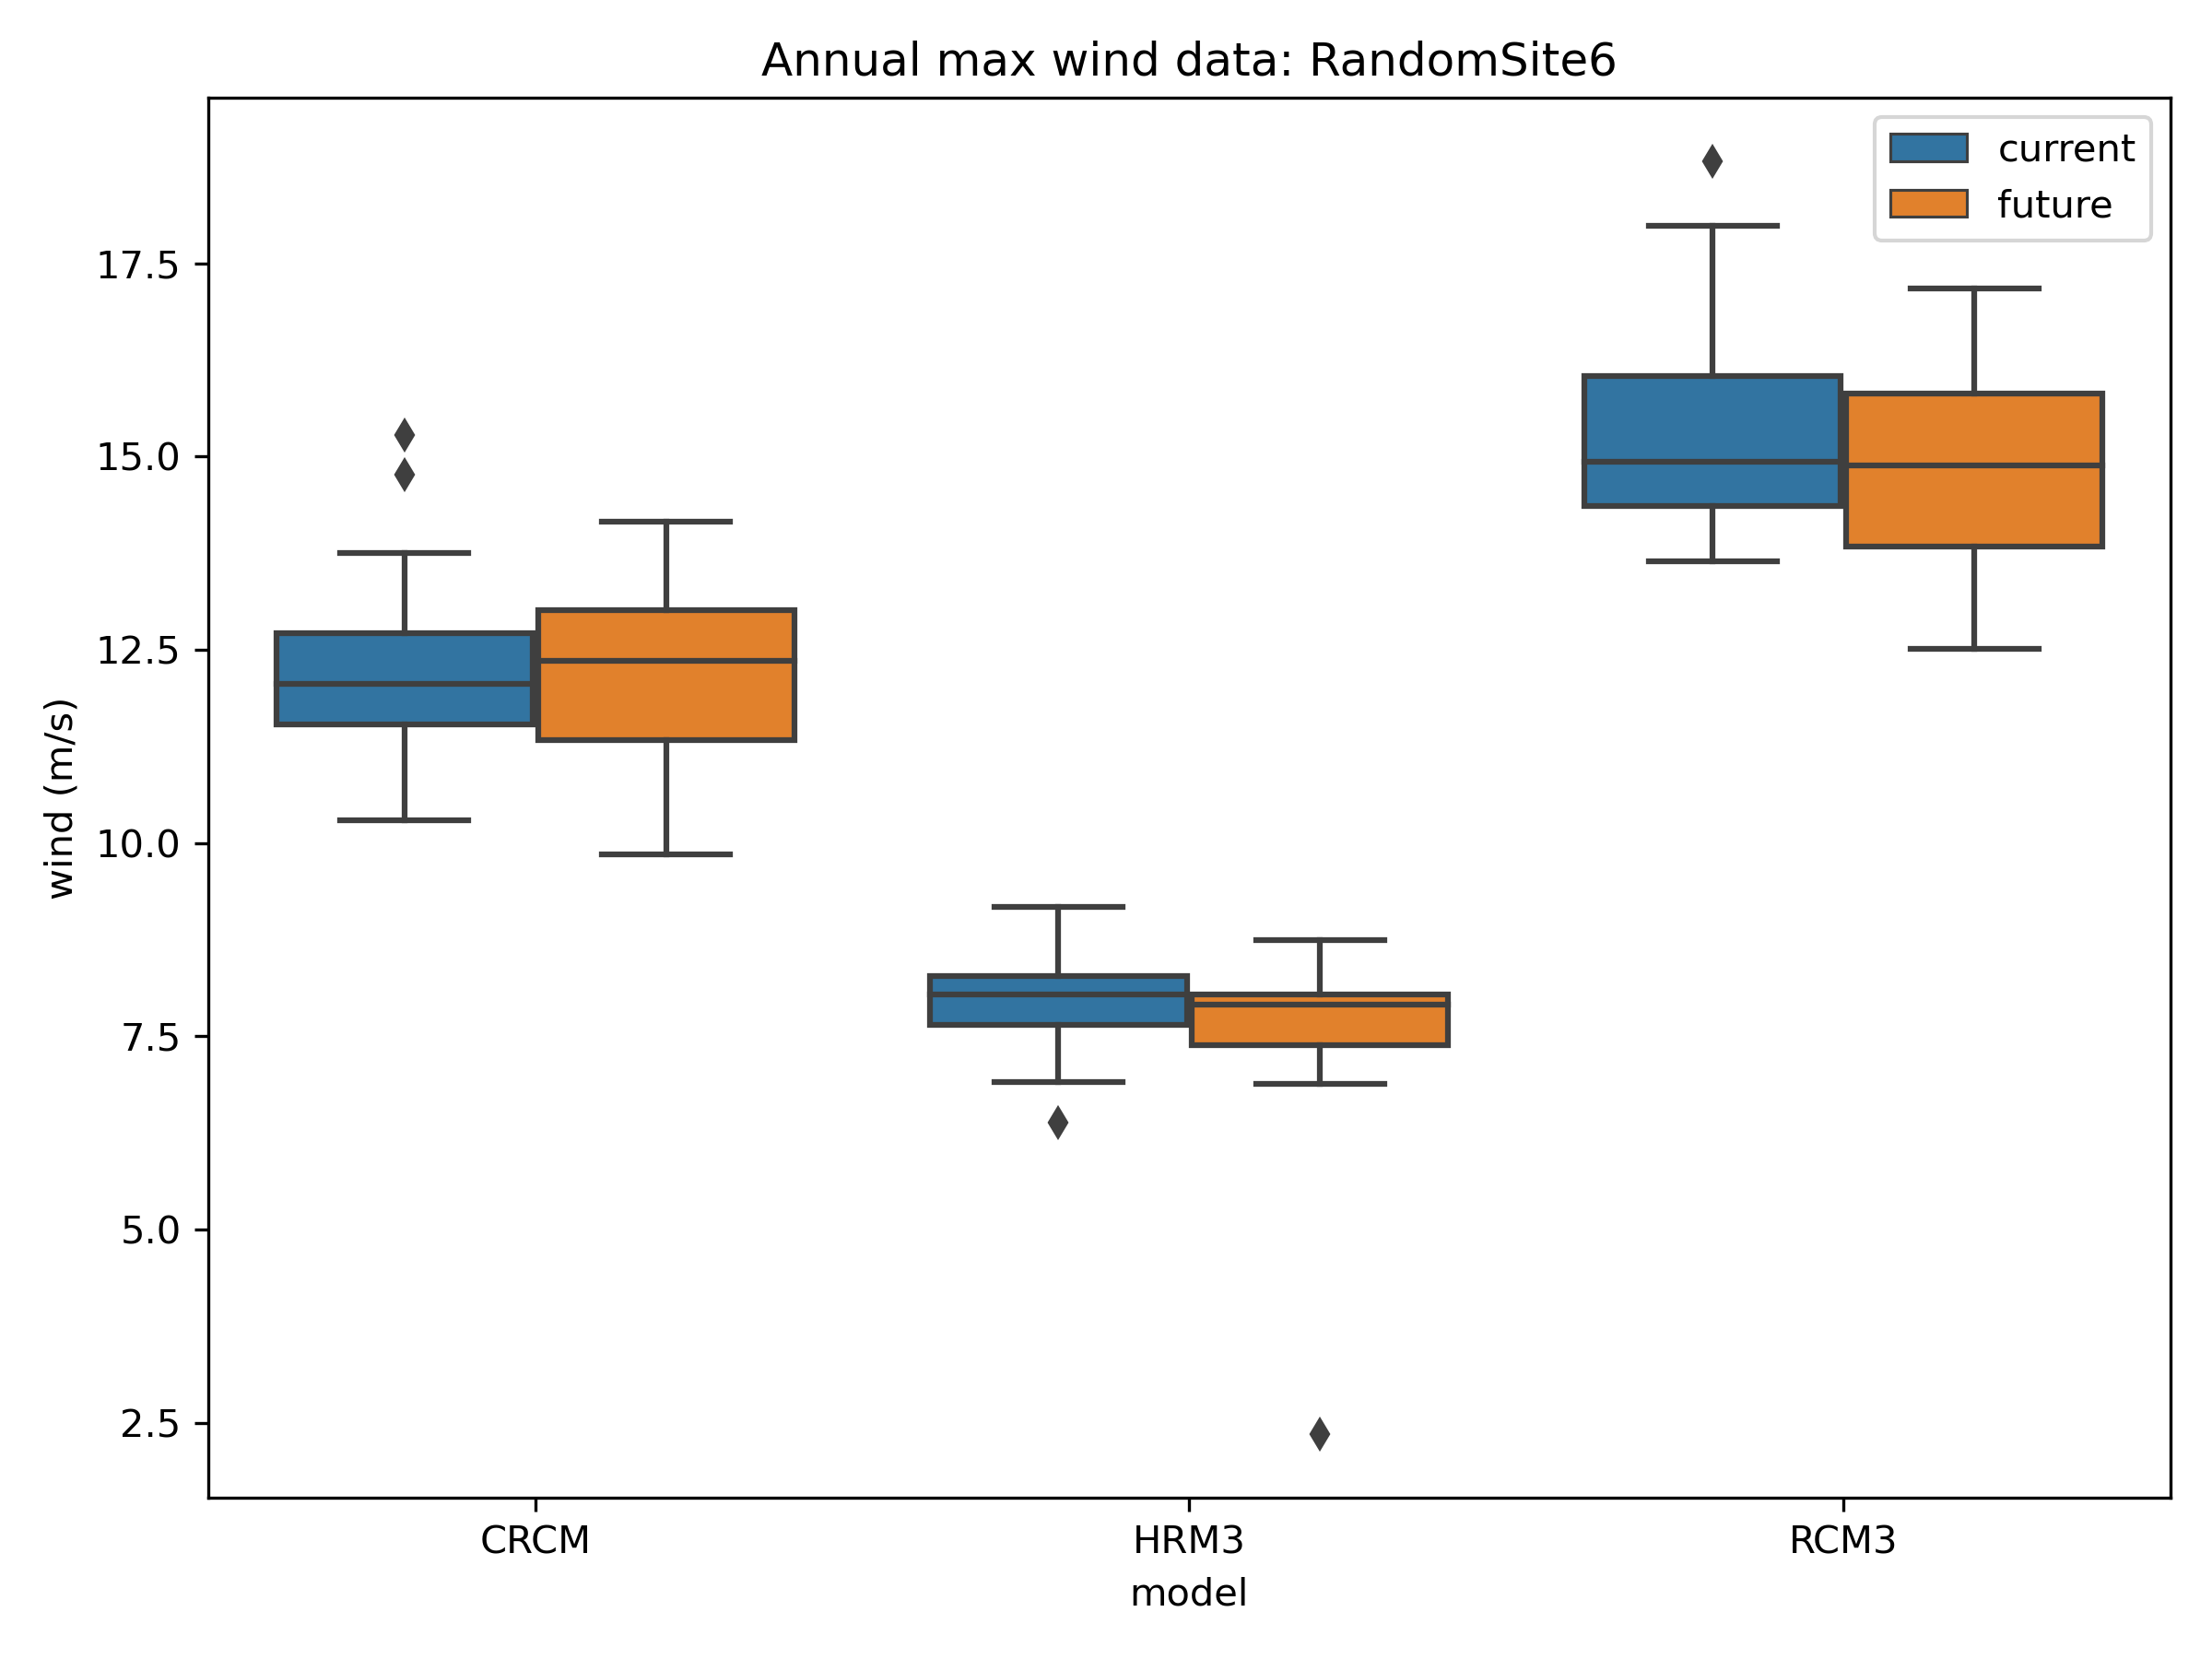 Annual max wind data: RandomSite6
current
future
17.5
15.0
12.5
10.0
7.5
5.0
2.5
wind (m/s)
CRCM
HRM3
RCM3
model